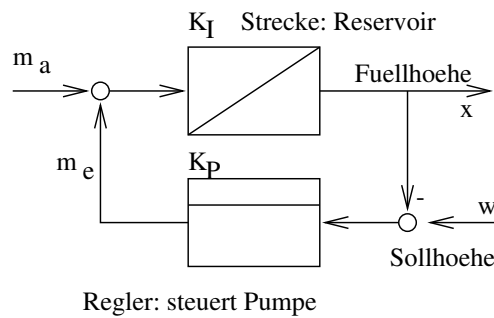 K_I Strecke: Reservoir
m_a
Fuellhoehe
x
m_e
K_P
-
w
Sollhoehe
Regler: steuert Pumpe